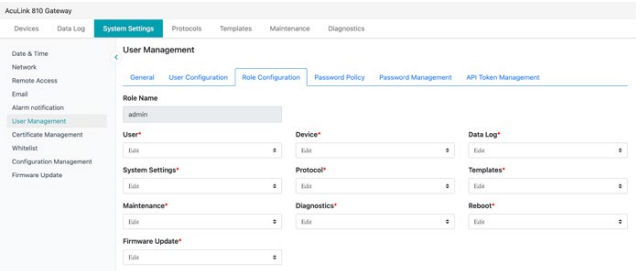 AcuLink 810 Gateway
Devices Data Log System Settings Protocols Templates Maintenance Diagnostics
Date & Time
Network
Remote Access
Email
Alarm notification
User Management
Certificate Management
Whitelist
Configuration Management
Firmware Update
User Management
General User Configuration Role Configuration Password Policy Password Management API Token Management
Role Name
admin
User* Device* Data Log*
Edit Edit Edit
System Settings* Protocol* Templates*
Edit Edit Edit
Maintenance* Diagnostics* Reboot*
Edit Edit Edit
Firmware Update*
Edit